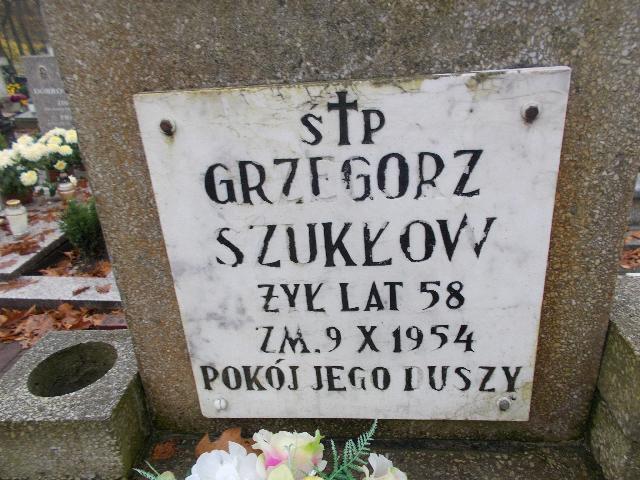 Ś P
GRZEGORZ
SZUKŁOW
ŻYŁ LAT 58
ZM. 9 X 1954
POKÓJ JEGO DUSZY